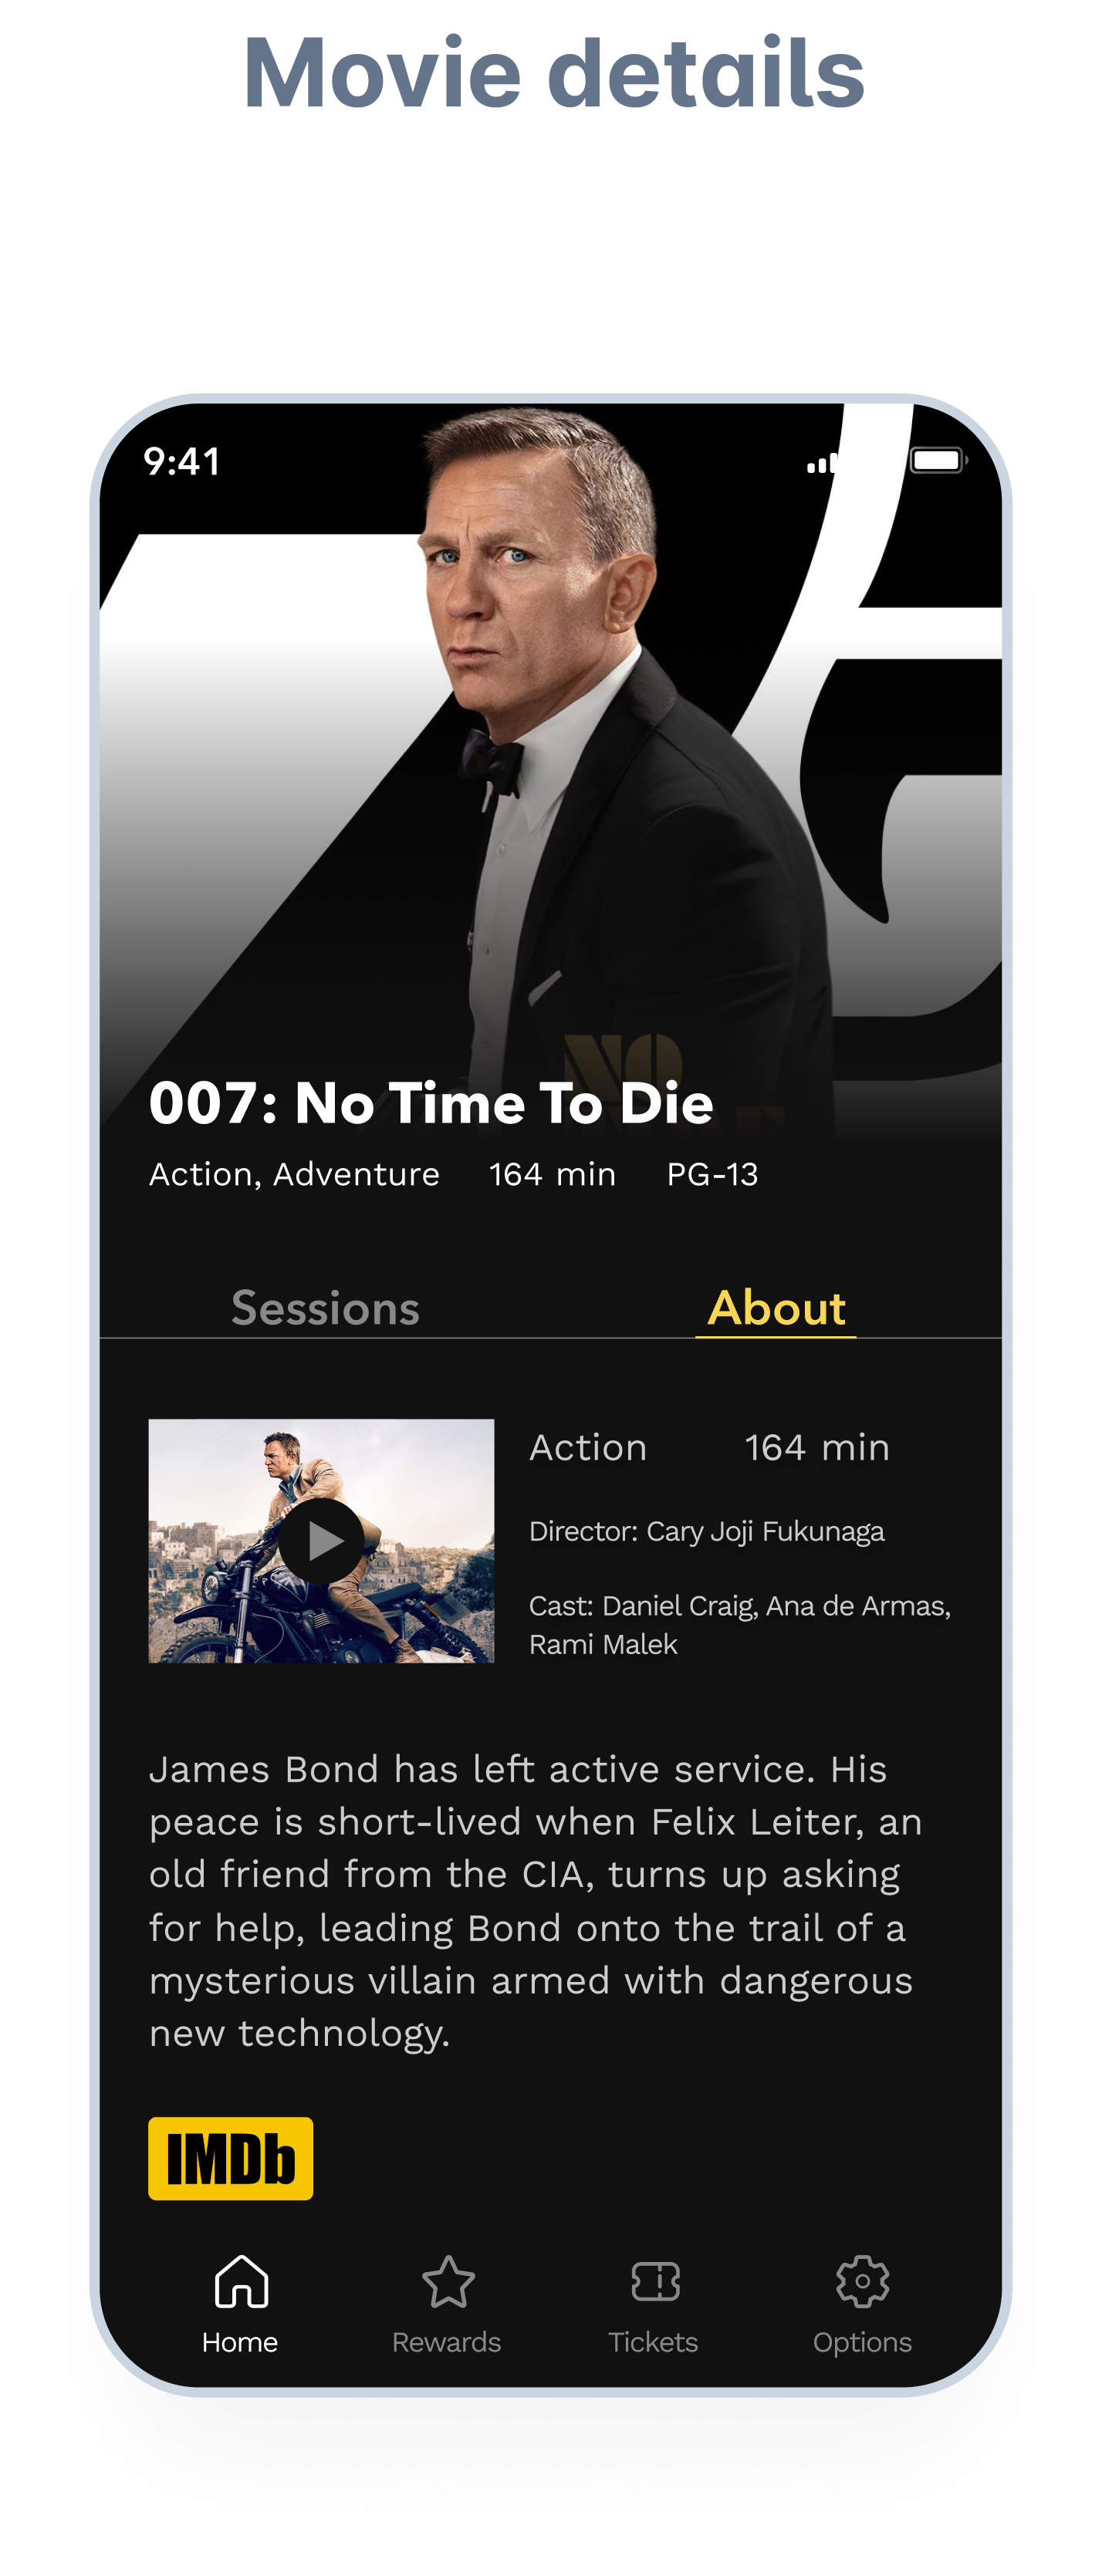 Movie details
9:41
NO
007: No Time To Die
Action, Adventure 164 min PG-13
Sessions About
Action 164 min
Director: Cary Joji Fukunaga
Cast: Daniel Craig, Ana de Armas,
Rami Malek
James Bond has left active service. His
peace is short-lived when Felix Leiter, an
old friend from the CIA, turns up asking
for help, leading Bond onto the trail of a
mysterious villain armed with dangerous
new technology.
IMDb
Home Rewards Tickets Options